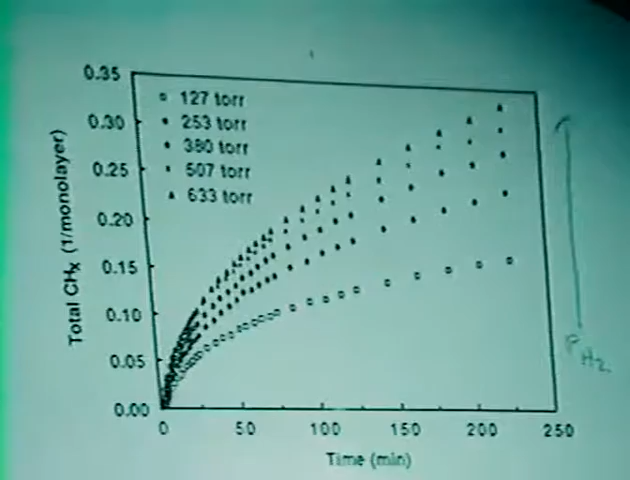 0.35
0.30
0.25
0.20
0.15
0.10
0.05
0.00
Total CHx (1/monolayer)
127 torr
253 torr
380 torr
507 torr
633 torr
0 50 100 150 200 250
Time (min)
PH2